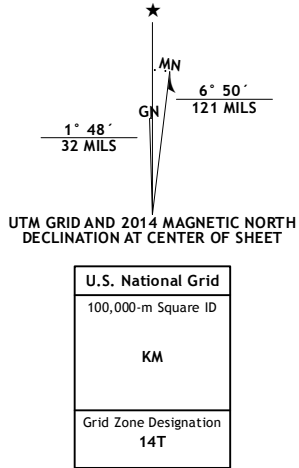 ★
MN
GN
6° 50´
121 MILS
1° 48´
32 MILS
UTM GRID AND 2014 MAGNETIC NORTH
DECLINATION AT CENTER OF SHEET
U.S. National Grid
100,000-m Square ID
KM
Grid Zone Designation
14T